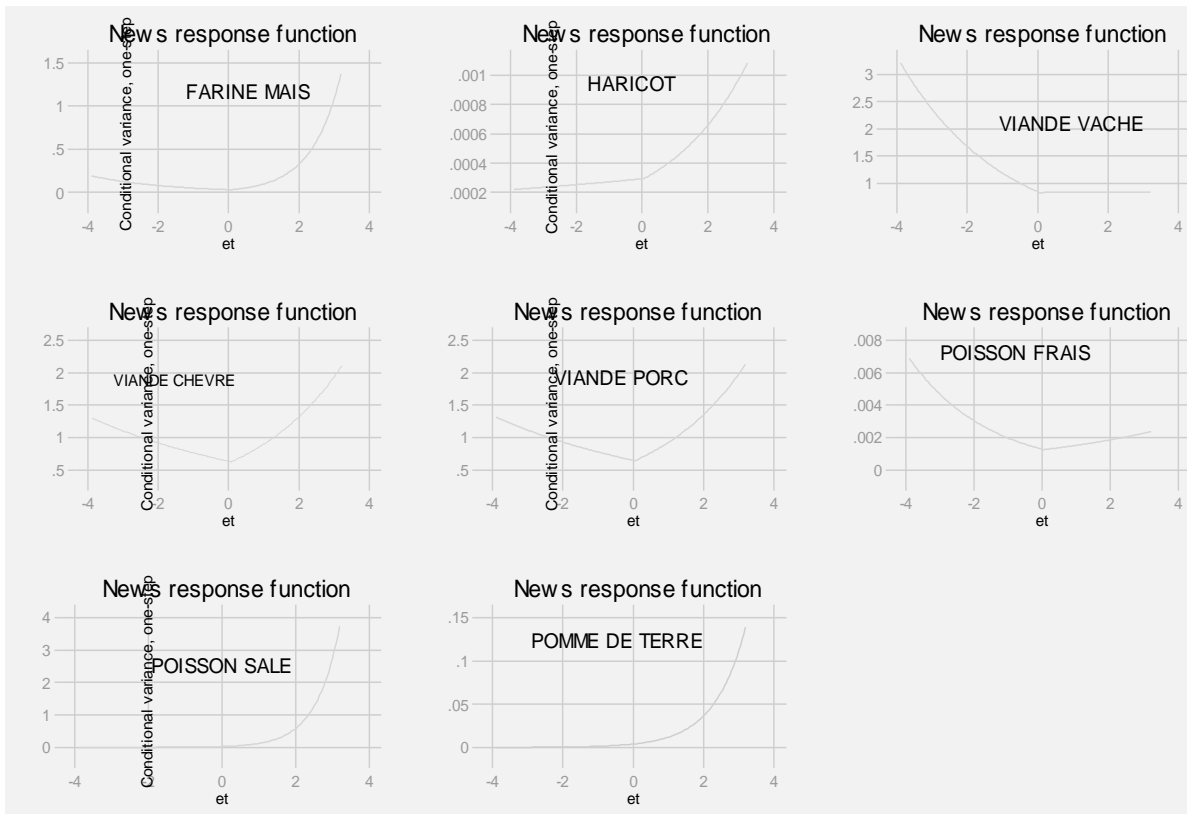 News response function
Conditional variance, one-step
FARINE MAIS
1.5
1
.5
0
-4 -2 0 2 4
et
News response function
Conditional variance, one-step
HARICOT
.001
.0008
.0006
.0004
.0002
-4 -2 0 2 4
et
News response function
VIANDE VACHE
3
2.5
2
1.5
1
-4 -2 0 2 4
et
News response function
Conditional variance, one-step
VIANDE CHEVRE
2.5
2
1.5
1
.5
-4 -2 0 2 4
et
News response function
Conditional variance, one-step
VIANDE PORC
2.5
2
1.5
1
.5
-4 -2 0 2 4
et
News response function
POISSON FRAIS
.008
.006
.004
.002
0
-4 -2 0 2 4
et
News response function
Conditional variance, one-step
POISSON SALE
4
3
2
1
0
-4 -2 0 2 4
et
News response function
POMME DE TERRE
.15
.1
.05
0
-4 -2 0 2 4
et